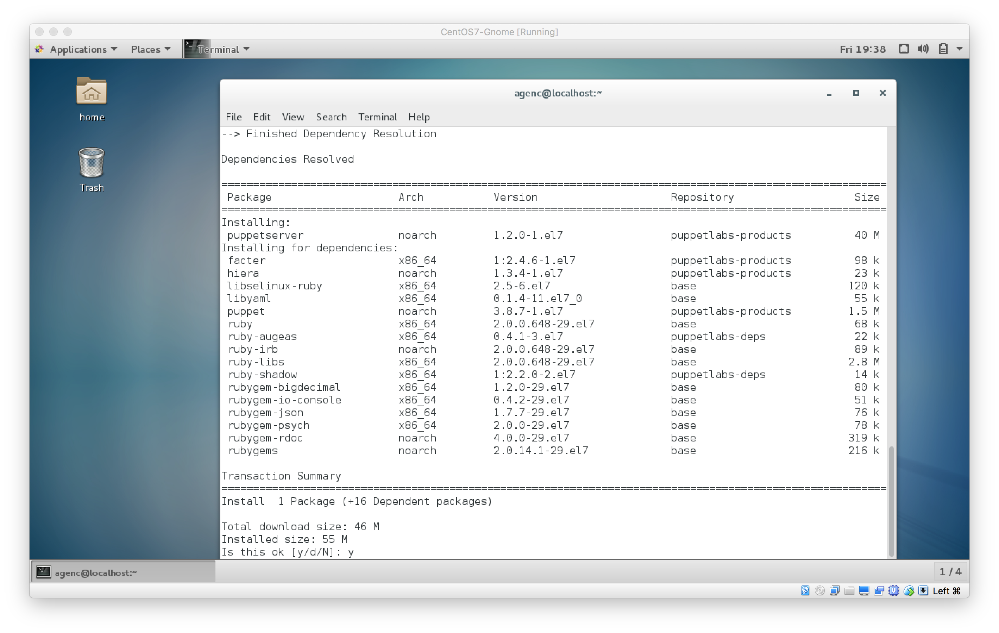 CentOS7-Gnome [Running]
Applications Places Terminal Fri 19:38
home
Trash
agenc@localhost:~
File Edit View Search Terminal Help
--> Finished Dependency Resolution
Dependencies Resolved
================================================================================
Package Arch Version Repository Size
================================================================================
Installing:
puppetserver noarch 1.2.0-1.el7 puppetlabs-products 40 M
Installing for dependencies:
facter x86_64 1:2.4.6-1.el7 puppetlabs-products 98 k
hiera noarch 1.3.4-1.el7 puppetlabs-products 23 k
libselinux-ruby x86_64 2.5-6.el7 base 120 k
libyaml x86_64 0.1.4-11.el7_0 base 55 k
puppet noarch 3.8.7-1.el7 puppetlabs-products 1.5 M
ruby x86_64 2.0.0.648-29.el7 base 68 k
ruby-augeas x86_64 0.4.1-3.el7 puppetlabs-deps 22 k
ruby-irb noarch 2.0.0.648-29.el7 base 89 k
ruby-libs x86_64 2.0.0.648-29.el7 base 2.8 M
ruby-shadow x86_64 1:2.2.0-2.el7 puppetlabs-deps 14 k
rubygem-bigdecimal x86_64 1.2.0-29.el7 base 80 k
rubygem-io-console x86_64 0.4.2-29.el7 base 51 k
rubygem-json x86_64 1.7.7-29.el7 base 76 k
rubygem-psych x86_64 2.0.0-29.el7 base 78 k
rubygem-rdoc noarch 4.0.0-29.el7 base 319 k
rubygems noarch 2.0.14.1-29.el7 base 216 k
Transaction Summary
================================================================================
Install 1 Package (+16 Dependent packages)
Total download size: 46 M
Installed size: 55 M
Is this ok [y/d/N]: y
agenc@localhost:~ 1 / 4
Left ⌘